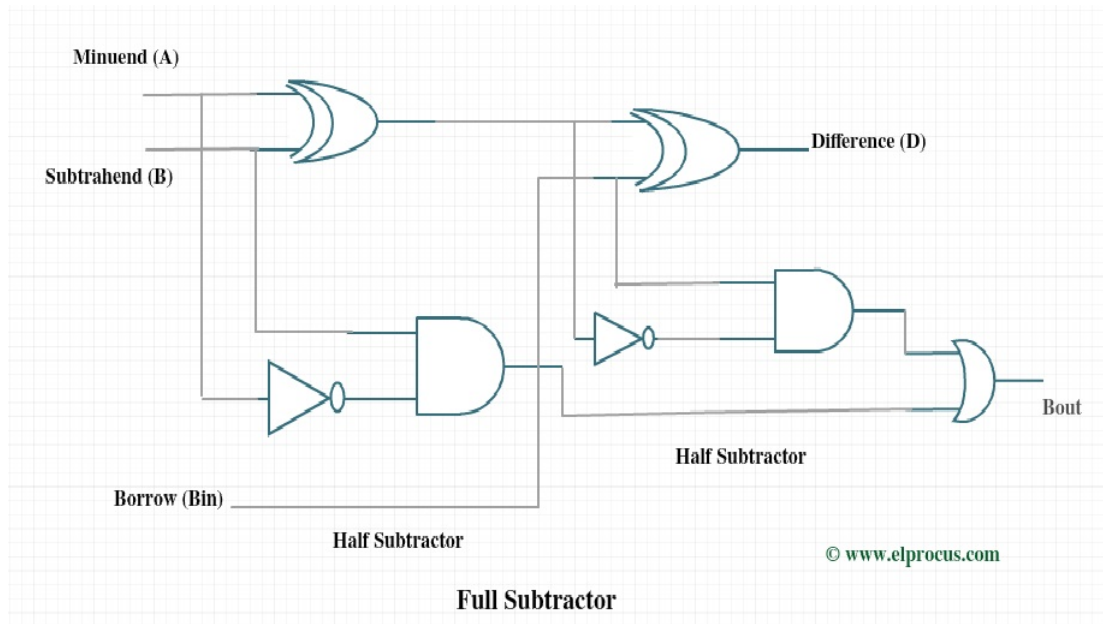 Minuend (A)
Subtrahend (B)
Difference (D)
Bout
Half Subtractor
Borrow (Bin)
Half Subtractor
© www.elprocus.com
Full Subtractor